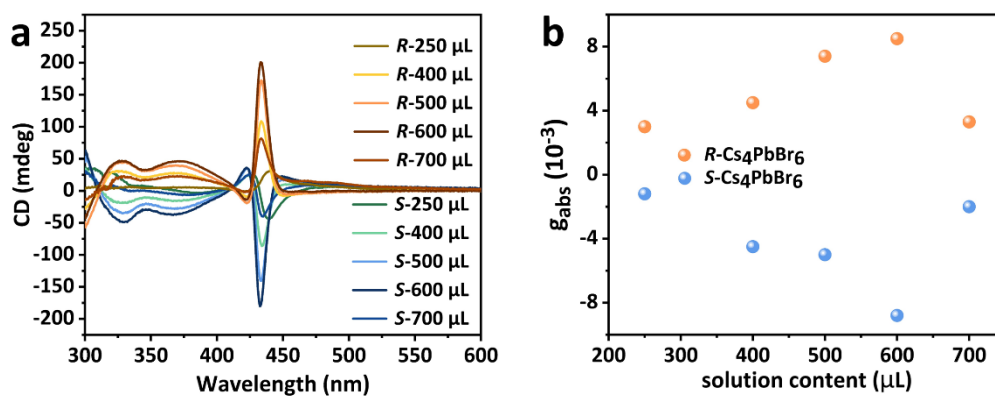 a
250
200
150
100
50
0
-50
-100
-150
-200
CD (mdeg)
300
350
400
450
500
550
600
Wavelength (nm)
R-250 µL
R-400 µL
R-500 µL
R-600 µL
R-700 µL
S-250 µL
S-400 µL
S-500 µL
S-600 µL
S-700 µL
b
8
4
0
-4
-8
gabs (10-3)
200
300
400
500
600
700
solution content (µL)
R-Cs4PbBr6
S-Cs4PbBr6